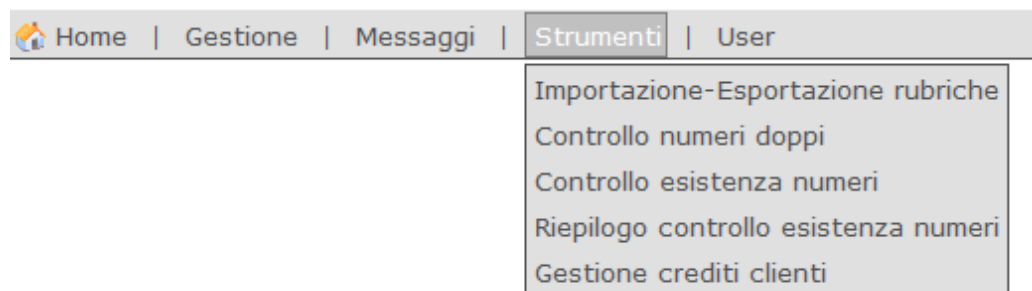 Home | Gestione | Messaggi | Strumenti | User
Importazione-Esportazione rubriche
Controllo numeri doppi
Controllo esistenza numeri
Riepilogo controllo esistenza numeri
Gestione crediti clienti